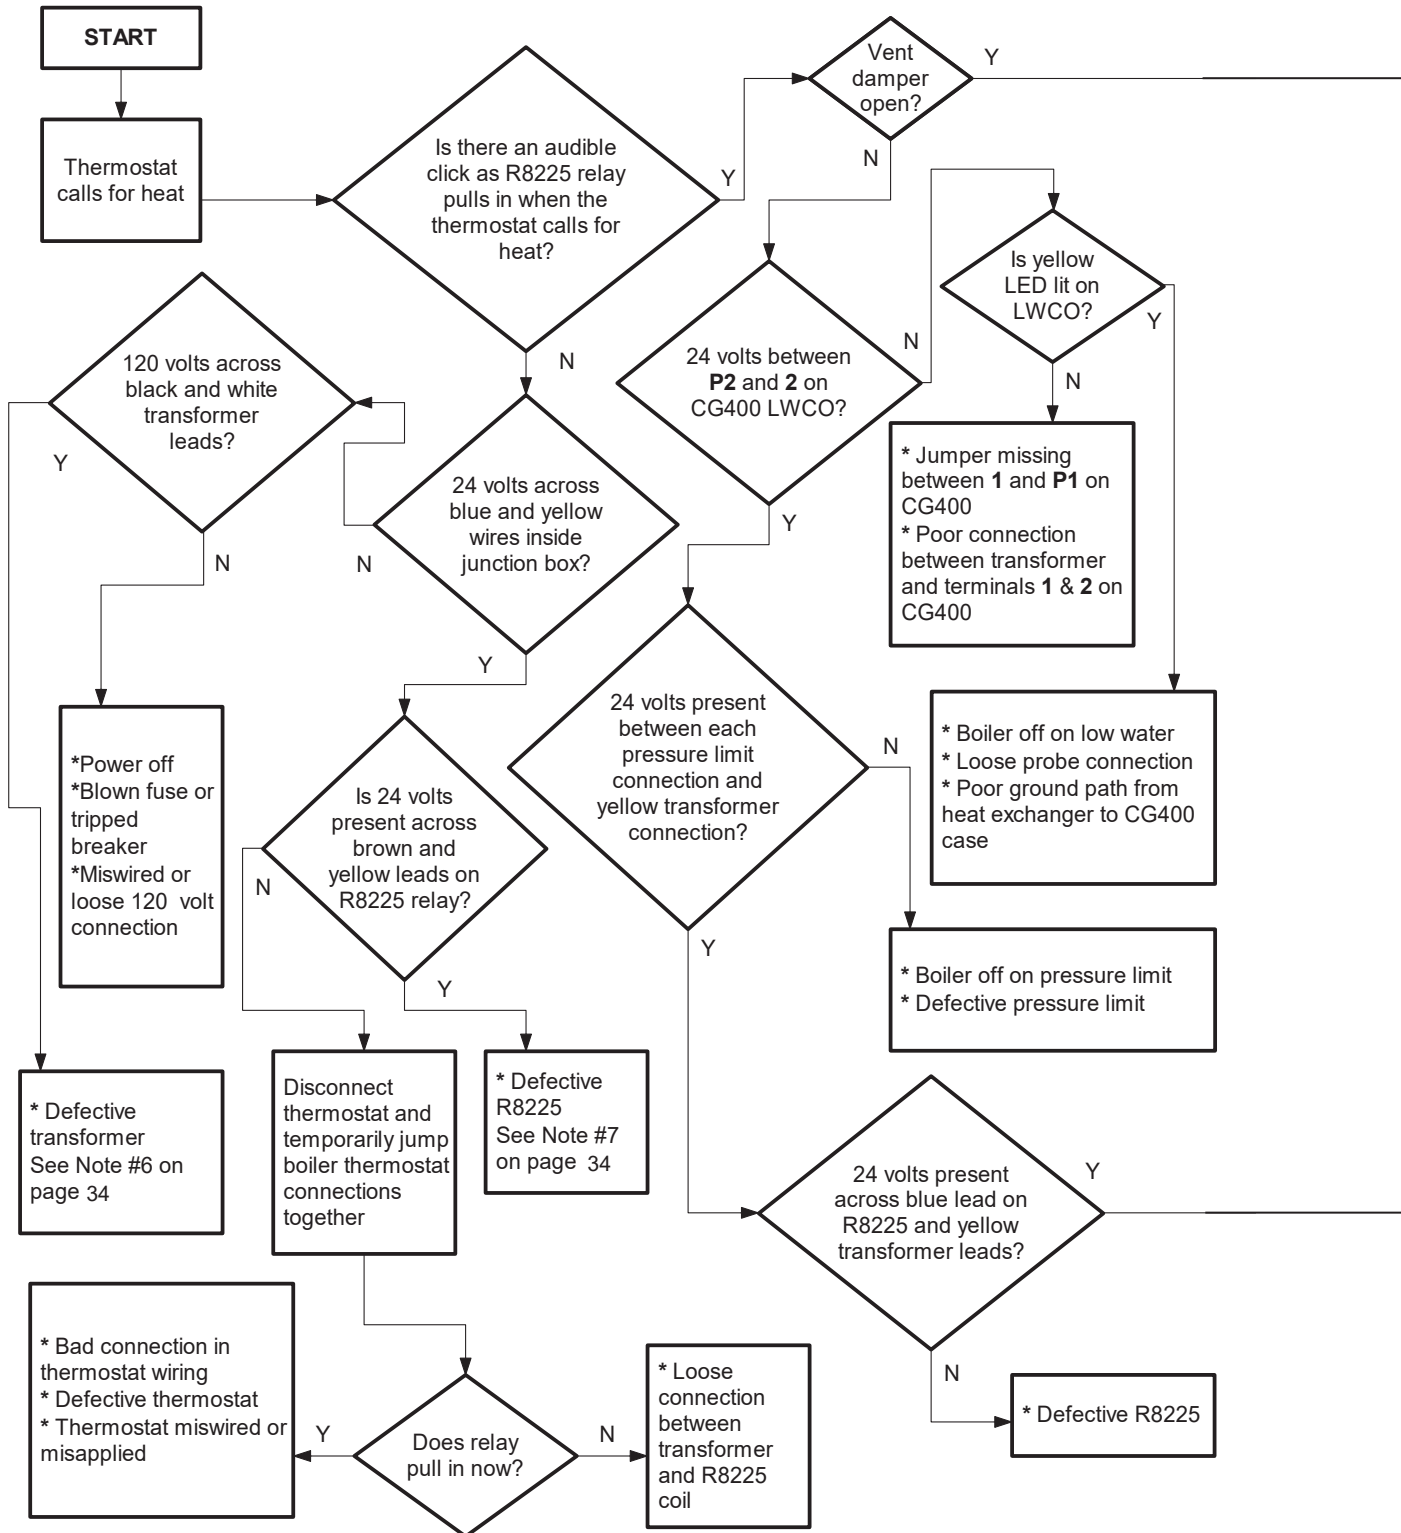 START
Thermostat
calls for heat
Is there an audible
click as R8225 relay
pulls in when the
thermostat calls for
heat?
Y
N
Vent
damper
open?
Y
N
24 volts between
P2 and 2 on
CG400 LWCO?
N
Y
Is yellow
LED lit on
LWCO?
Y
N
* Jumper missing
between 1 and P1 on
CG400
* Poor connection
between transformer
and terminals 1 & 2 on
CG400
* Boiler off on low water
* Loose probe connection
* Poor ground path from
heat exchanger to CG400
case
120 volts across
black and white
transformer
leads?
Y
N
24 volts across
blue and yellow
wires inside
junction box?
N
Y
*Power off
*Blown fuse or
tripped
breaker
*Miswired or
loose 120 volt
connection
Is 24 volts
present across
brown and
yellow leads on
R8225 relay?
N
Y
24 volts present
between each
pressure limit
connection and
yellow transformer
connection?
N
Y
* Boiler off on pressure limit
* Defective pressure limit
* Defective
transformer
See Note #6 on
page 34
Disconnect
thermostat and
temporarily jump
boiler thermostat
connections
together
* Defective
R8225
See Note #7
on page 34
24 volts present
across blue lead on
R8225 and yellow
transformer leads?
Y
N
* Defective R8225
* Bad connection in
thermostat wiring
* Defective thermostat
* Thermostat miswired or
misapplied
Y
Does relay
pull in now?
N
* Loose
connection
between
transformer
and R8225
coil